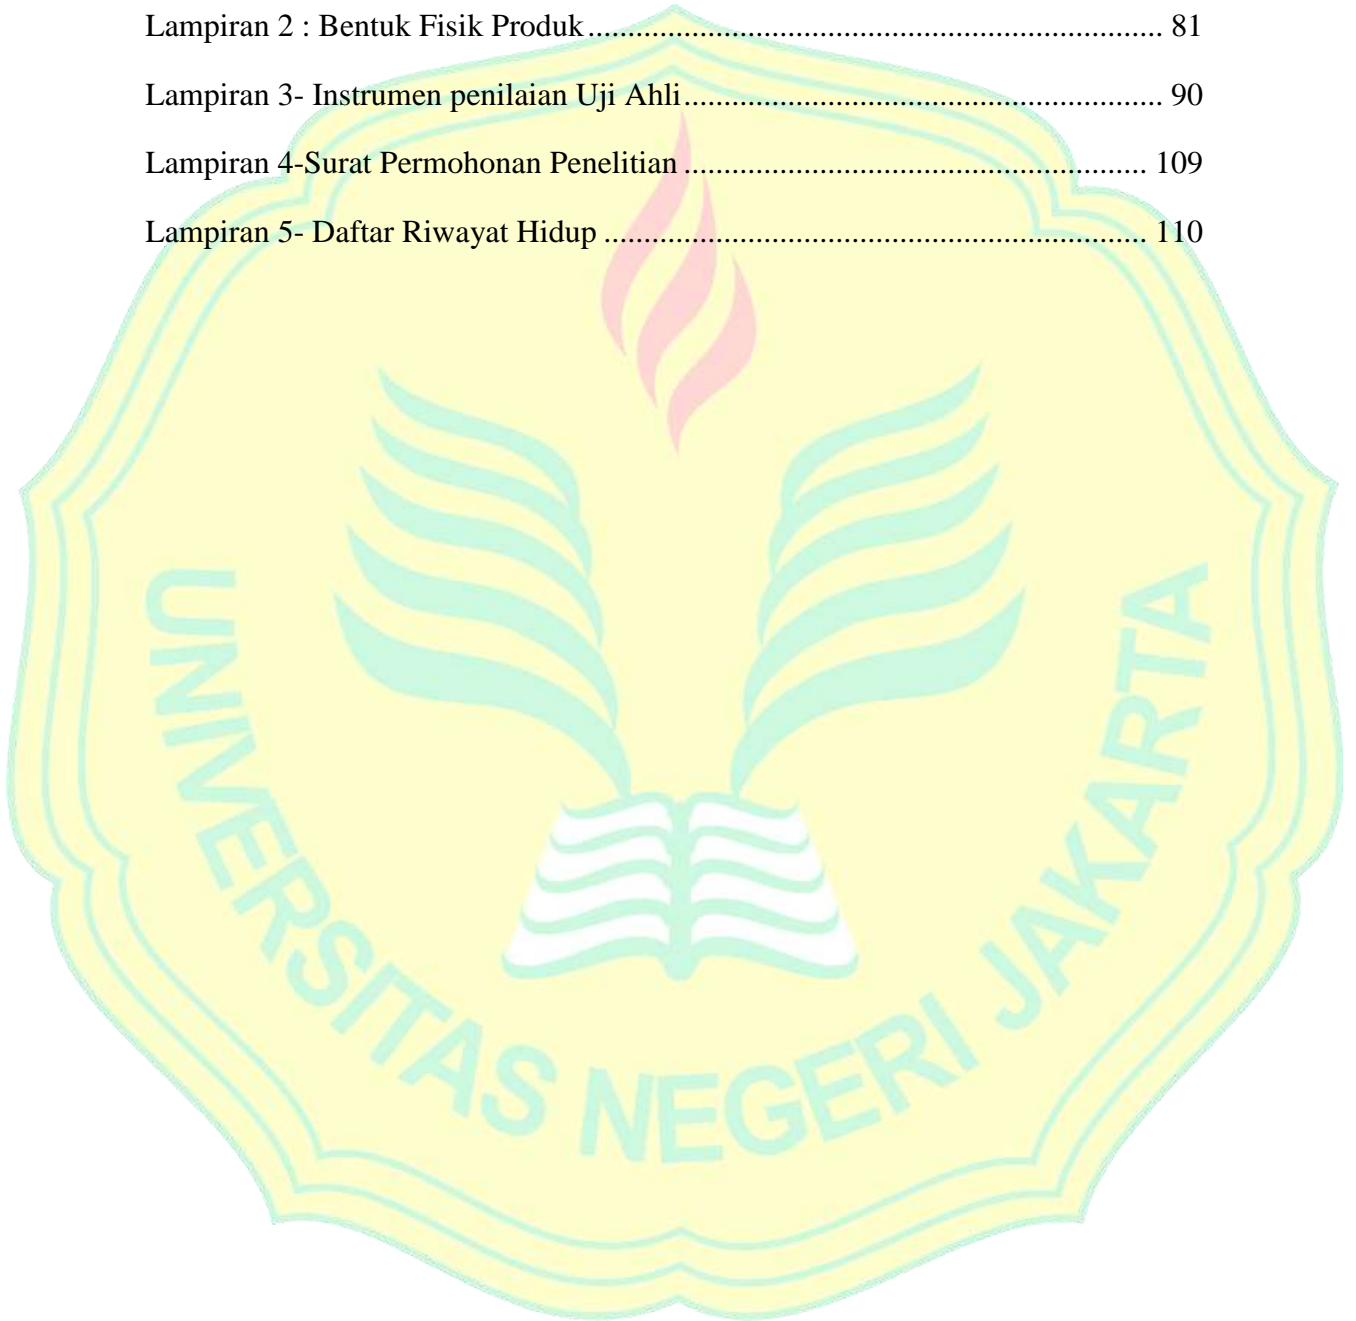 Lampiran 2 : Bentuk Fisik Produk...................................................................... 81
Lampiran 3- Instrumen penilaian Uji Ahli.......................................................... 90
Lampiran 4-Surat Permohonan Penelitian ........................................................ 109
Lampiran 5- Daftar Riwayat Hidup .................................................................. 110
UNIVERSITAS NEGERI JAKARTA